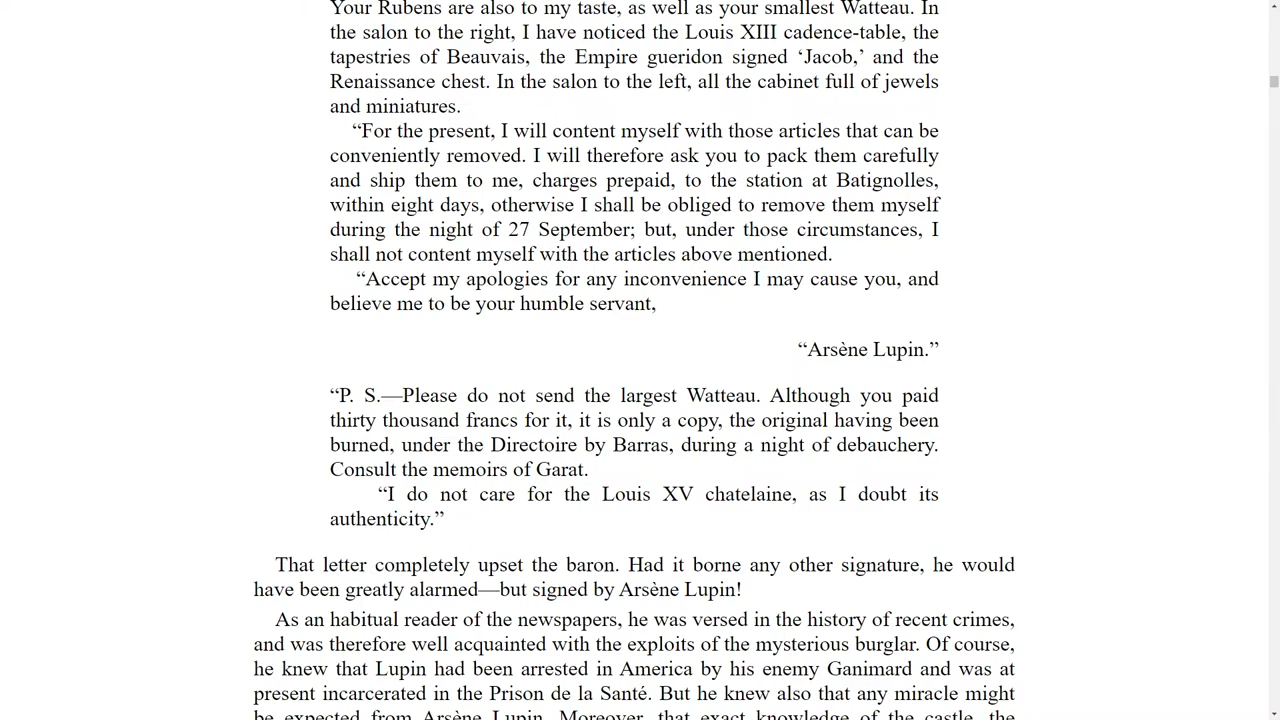 Your Rubens are also to my taste, as well as your smallest Watteau. In
the salon to the right, I have noticed the Louis XIII cadence-table, the
tapestries of Beauvais, the Empire gueridon signed ‘Jacob,’ and the
Renaissance chest. In the salon to the left, all the cabinet full of jewels
and miniatures.
“For the present, I will content myself with those articles that can be
conveniently removed. I will therefore ask you to pack them carefully
and ship them to me, charges prepaid, to the station at Batignolles,
within eight days, otherwise I shall be obliged to remove them myself
during the night of 27 September; but, under those circumstances, I
shall not content myself with the articles above mentioned.
“Accept my apologies for any inconvenience I may cause you, and
believe me to be your humble servant,
“Arsène Lupin.”
“P. S.—Please do not send the largest Watteau. Although you paid
thirty thousand francs for it, it is only a copy, the original having been
burned, under the Directoire by Barras, during a night of debauchery.
Consult the memoirs of Garat.
“I do not care for the Louis XV chatelaine, as I doubt its
authenticity.”
That letter completely upset the baron. Had it borne any other signature, he would
have been greatly alarmed—but signed by Arsène Lupin!
As an habitual reader of the newspapers, he was versed in the history of recent crimes,
and was therefore well acquainted with the exploits of the mysterious burglar. Of course,
he knew that Lupin had been arrested in America by his enemy Ganimard and was at
present incarcerated in the Prison de la Santé. But he knew also that any miracle might
be expected from Arsène Lupin. Moreover, that exact knowledge of the castle, the